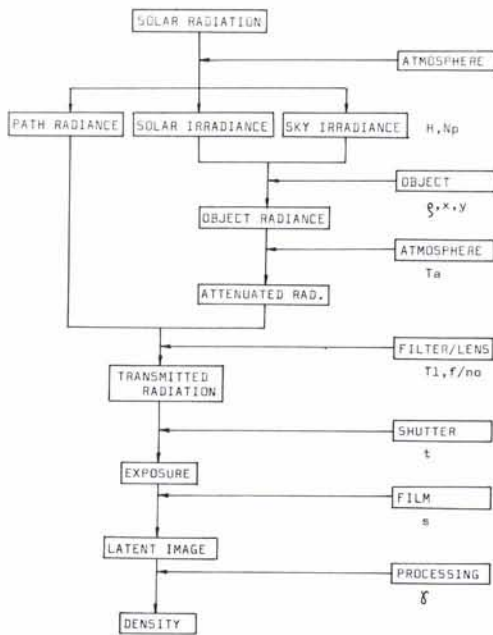 SOLAR RADIATION
ATMOSPHERE
PATH RADIANCE
SOLAR IRRADIANCE
SKY IRRADIANCE
H,Np
OBJECT
ρ,x,y
OBJECT RADIANCE
ATMOSPHERE
Ta
ATTENUATED RAD.
FILTER/LENS
Tl,f/no
TRANSMITTED
RADIATION
SHUTTER
t
EXPOSURE
FILM
s
LATENT IMAGE
PROCESSING
γ
DENSITY